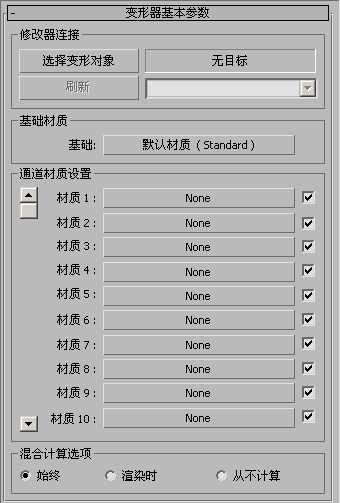 - 变形器基本参数
修改器连接
选择变形对象 无目标
刷新
基础材质
基础: 默认材质 ( Standard )
通道材质设置
材质 1 : None
材质 2 : None
材质 3 : None
材质 4 : None
材质 5 : None
材质 6 : None
材质 7 : None
材质 8 : None
材质 9 : None
材质 10 : None
混合计算选项
始终 渲染时 从不计算